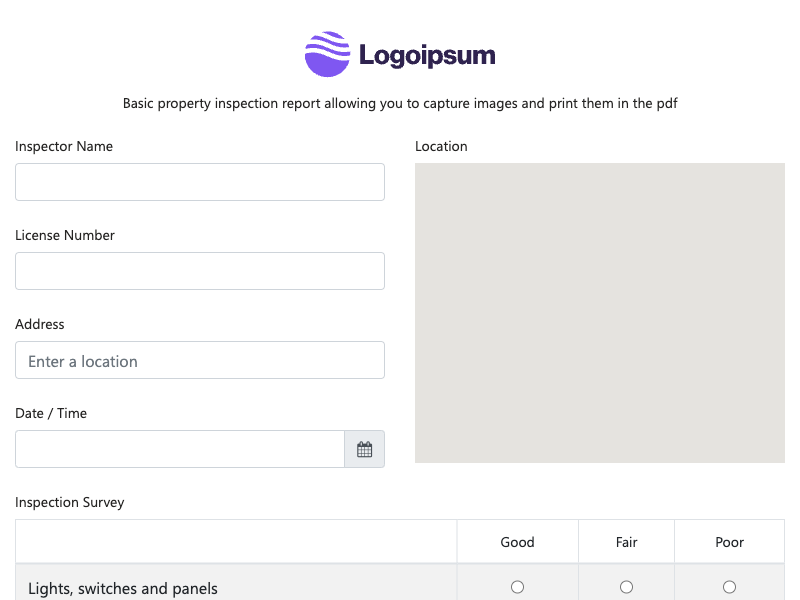 Logoipsum
Basic property inspection report allowing you to capture images and print them in the pdf
Inspector Name
Location
License Number
Address
Enter a location
Date / Time
Inspection Survey
Good Fair Poor
Lights, switches and panels